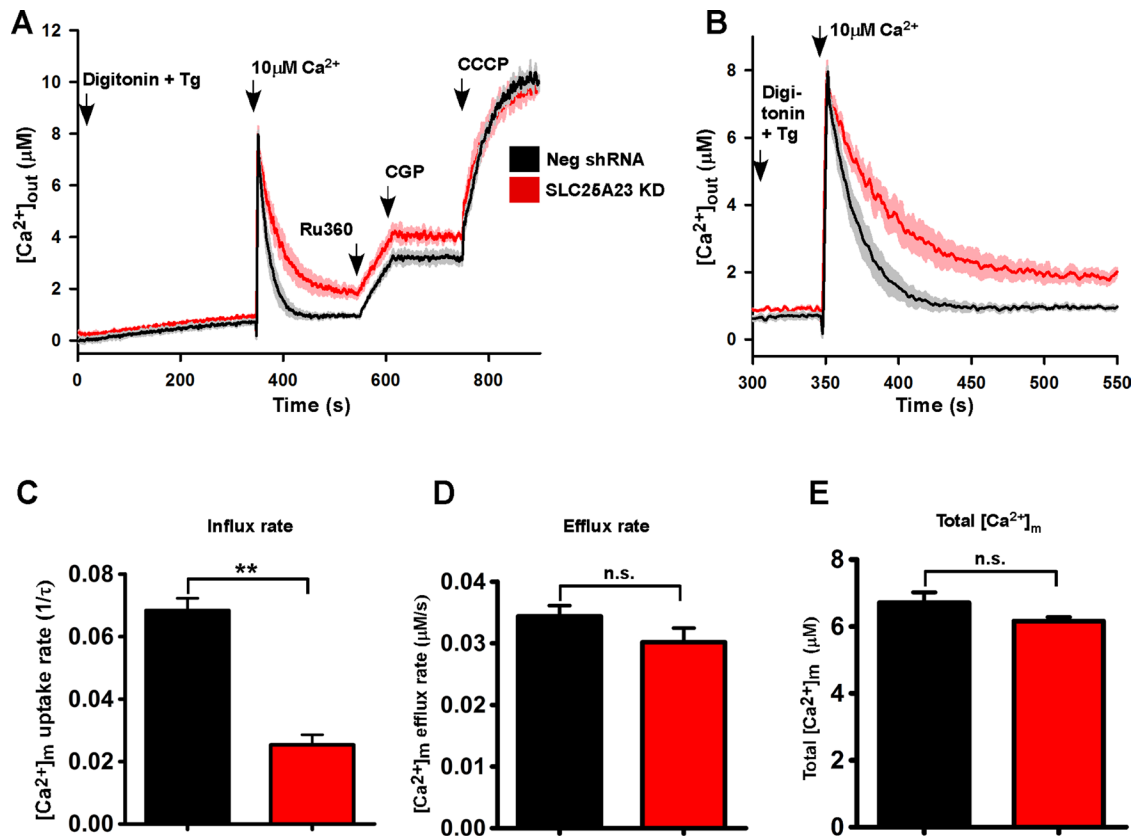 A
Digitonin + Tg
10μM Ca²⁺
Ru360
CGP
CCCP
Neg shRNA
SLC25A23 KD
[Ca²⁺]out (μM)
12
10
8
6
4
2
0
0 200 400 600 800
Time (s)
B
10μM Ca²⁺
Digi-
tonin
+ Tg
[Ca²⁺]out (μM)
8
6
4
2
0
300 350 400 450 500 550
Time (s)
C
Influx rate
**
[Ca²⁺]m uptake rate (1/τ)
0.08
0.06
0.04
0.02
0.00
D
Efflux rate
n.s.
[Ca²⁺]m efflux rate (μM/s)
0.04
0.03
0.02
0.01
0.00
E
Total [Ca²⁺]m
n.s.
Total [Ca²⁺]m (μM)
8
6
4
2
0